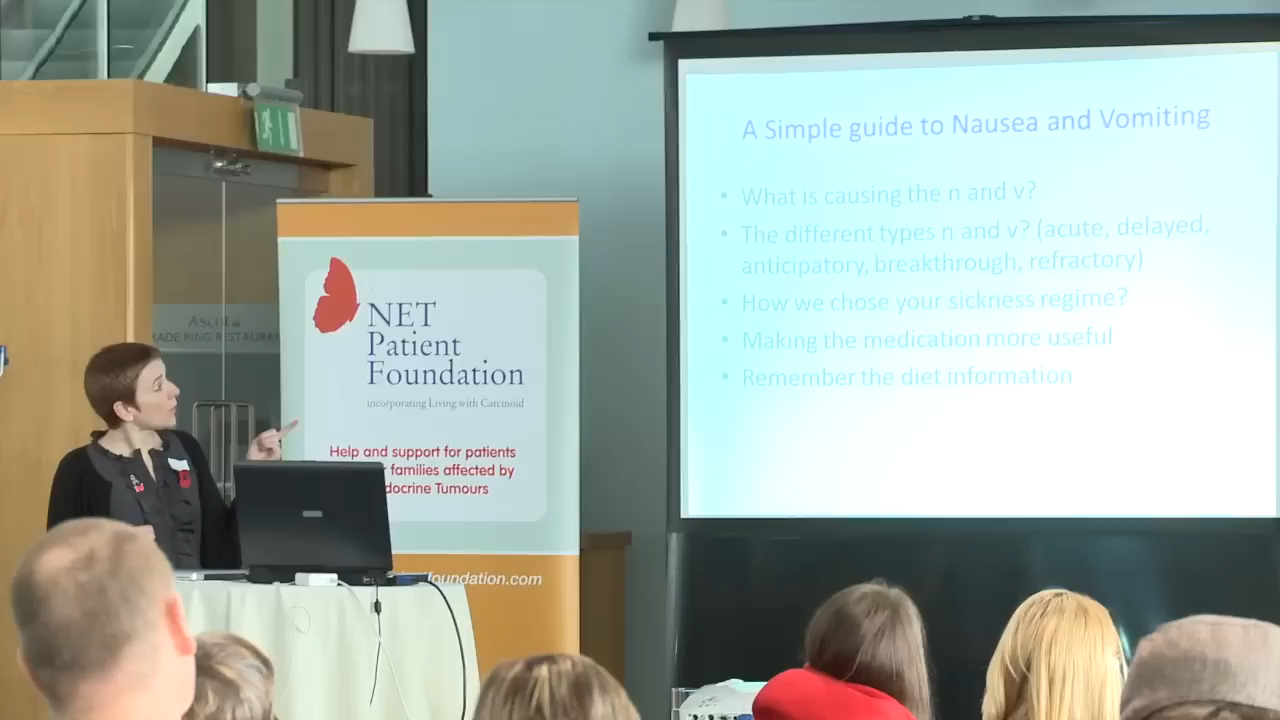 A Simple guide to Nausea and Vomiting
• What is causing the n and v?
• The different types n and v? (acute, delayed,
anticipatory, breakthrough, refractory)
• How we chose your sickness regime?
• Making the medication more useful
• Remember the diet information
NET
Patient
Foundation
incorporating Living with Carcinoid
Help and support for patients
families affected by
docrine Tumours
foundation.com
RESTAURA